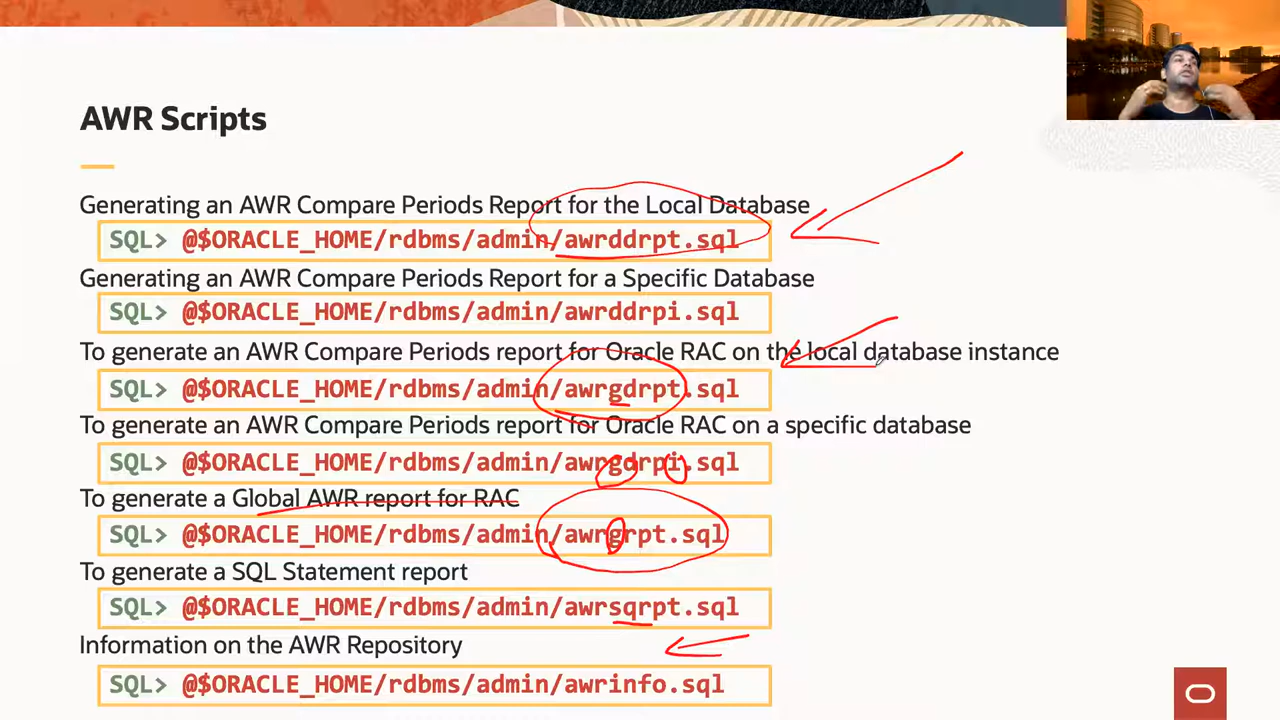 AWR Scripts
Generating an AWR Compare Periods Report for the Local Database
SQL> @$ORACLE_HOME/rdbms/admin/awrddrpt.sql
Generating an AWR Compare Periods Report for a Specific Database
SQL> @$ORACLE_HOME/rdbms/admin/awrddrpi.sql
To generate an AWR Compare Periods report for Oracle RAC on the local database instance
SQL> @$ORACLE_HOME/rdbms/admin/awrgdrpt.sql
To generate an AWR Compare Periods report for Oracle RAC on a specific database
SQL> @$ORACLE_HOME/rdbms/admin/awrgdrpi.sql
To generate a Global AWR report for RAC
SQL> @$ORACLE_HOME/rdbms/admin/awrgrpt.sql
To generate a SQL Statement report
SQL> @$ORACLE_HOME/rdbms/admin/awrsqrpt.sql
Information on the AWR Repository
SQL> @$ORACLE_HOME/rdbms/admin/awrinfo.sql